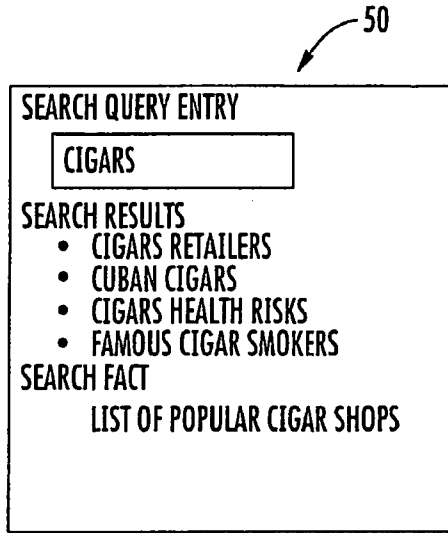 50
SEARCH QUERY ENTRY
CIGARS
SEARCH RESULTS
• CIGARS RETAILERS
• CUBAN CIGARS
• CIGARS HEALTH RISKS
• FAMOUS CIGAR SMOKERS
SEARCH FACT
LIST OF POPULAR CIGAR SHOPS